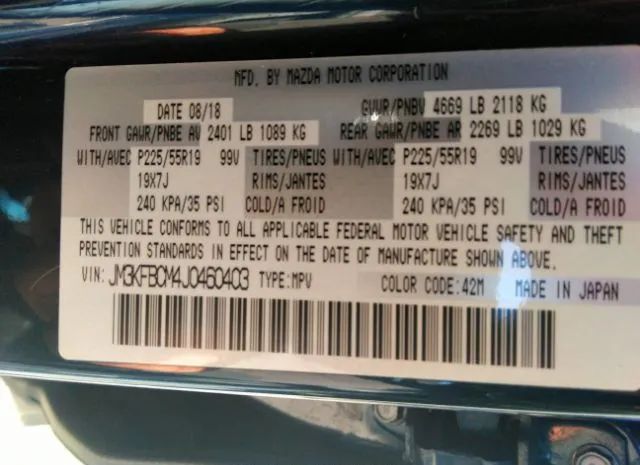 MFD. BY MAZDA MOTOR CORPORATION
DATE 08/18 GVWR/PNBV 4669 LB 2118 KG
FRONT GAWR/PNBE AV 2401 LB 1089 KG REAR GAWR/PNBE AR 2269 LB 1029 KG
WITH/AVEC P225/55R19 99V TIRES/PNEUS WITH/AVEC P225/55R19 99V TIRES/PNEUS
19X7J RIMS/JANTES 19X7J RIMS/JANTES
240 KPA/35 PSI COLD/A FROID 240 KPA/35 PSI COLD/A FROID
THIS VEHICLE CONFORMS TO ALL APPLICABLE FEDERAL MOTOR VEHICLE SAFETY AND THEFT
PREVENTION STANDARDS IN EFFECT ON THE DATE OF MANUFACTURE SHOWN ABOVE.
VIN: JM3KFBCM4J0460403 TYPE:MPV COLOR CODE:42M MADE IN JAPAN